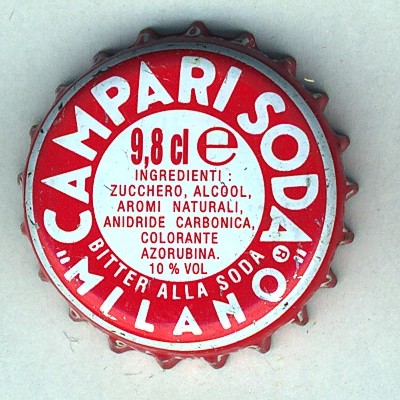 "CAMPARI SODA®"
9,8 cl e
INGREDIENTI :
ZUCCHERO, ALCOOL,
AROMI NATURALI,
ANIDRIDE CARBONICA,
COLORANTE
AZORUBINA.
10 % VOL
BITTER ALLA SODA
MILANO